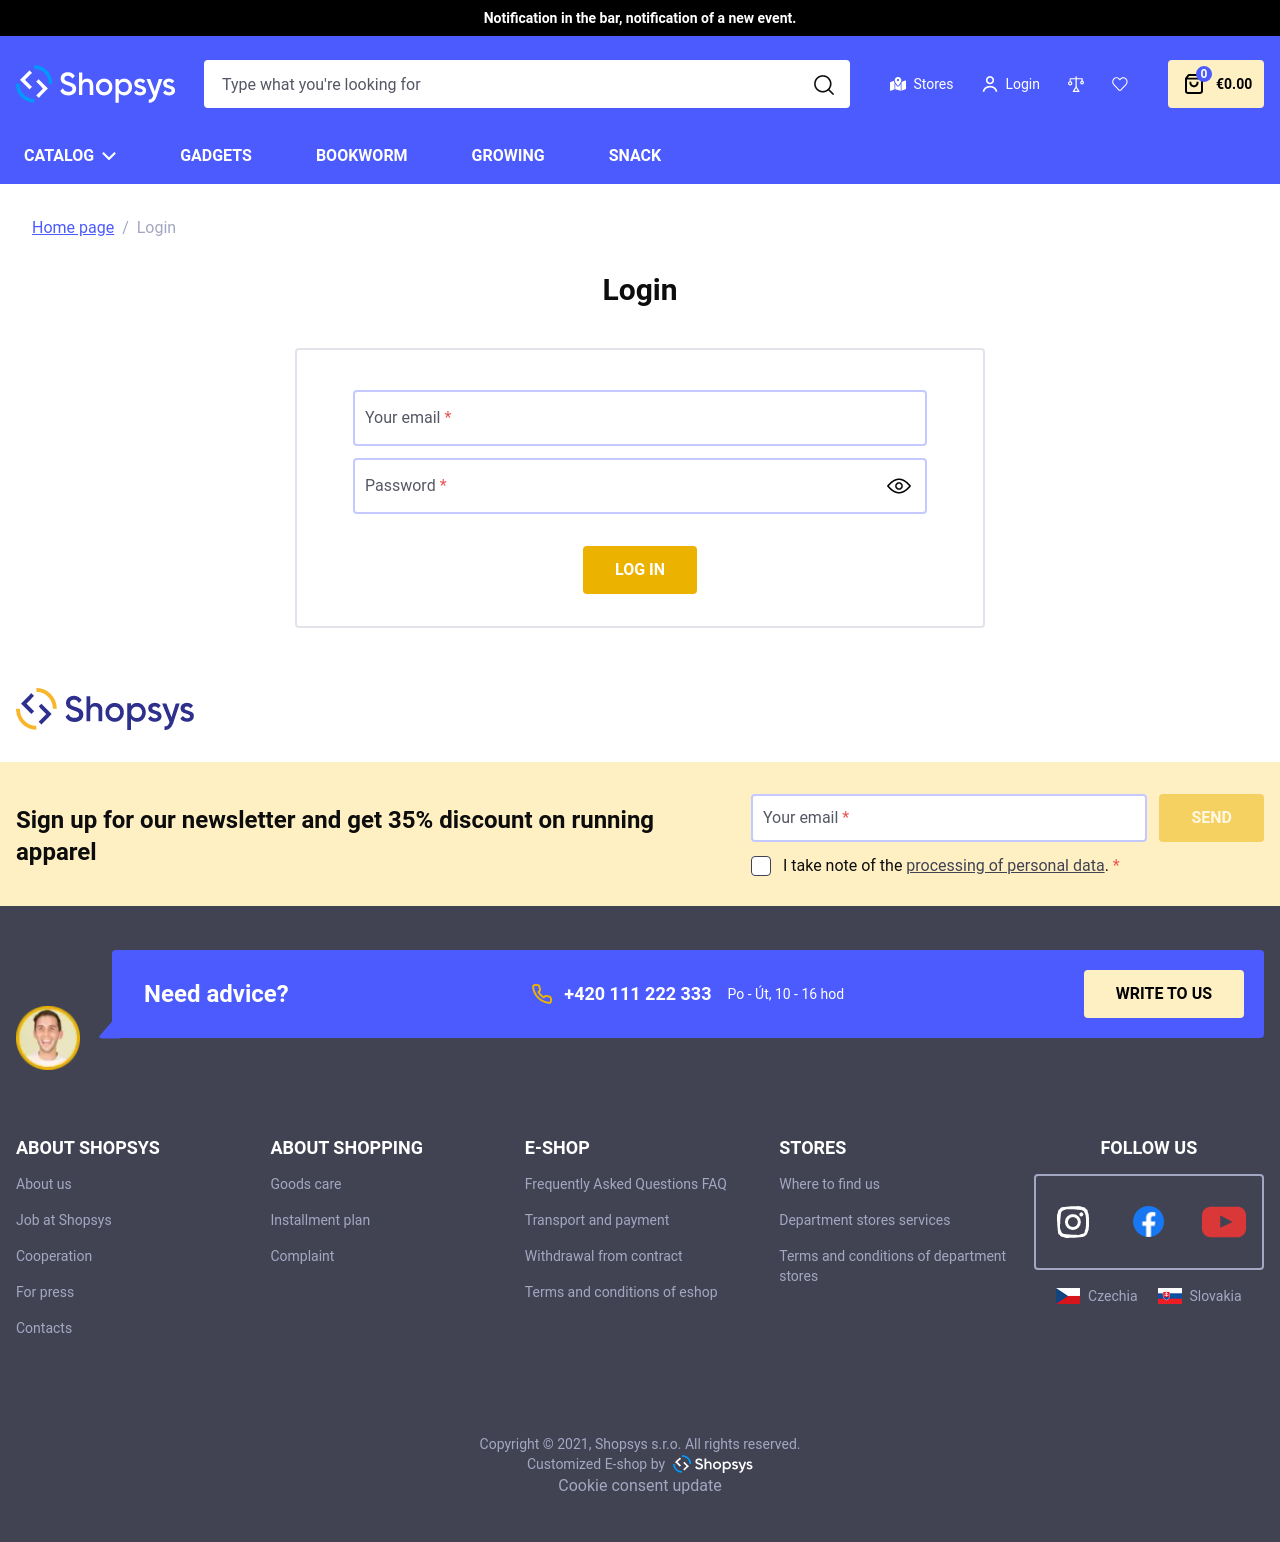 Notification in the bar, notification of a new event.
Shopsys
Type what you're looking for
Stores
Login
0
€0.00
CATALOG
GADGETS
BOOKWORM
GROWING
SNACK
Home page / Login
Login
Your email *
Password *
LOG IN
Shopsys
Sign up for our newsletter and get 35% discount on running
apparel
Your email *
SEND
I take note of the processing of personal data. *
Need advice?
+420 111 222 333
Po - Út, 10 - 16 hod
WRITE TO US
ABOUT SHOPSYS
About us
Job at Shopsys
Cooperation
For press
Contacts
ABOUT SHOPPING
Goods care
Installment plan
Complaint
E-SHOP
Frequently Asked Questions FAQ
Transport and payment
Withdrawal from contract
Terms and conditions of eshop
STORES
Where to find us
Department stores services
Terms and conditions of department
stores
FOLLOW US
Czechia
Slovakia
Copyright © 2021, Shopsys s.r.o. All rights reserved.
Customized E-shop by Shopsys
Cookie consent update